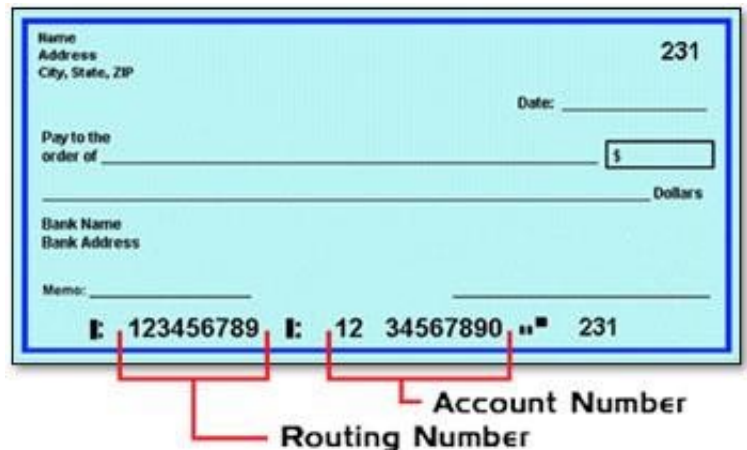 Name
231
Address
City, State, ZIP
Date:
Pay to the
order of
$
Dollars
Bank Name
Bank Address
Memo:
⑆ 123456789 ⑆ 12 34567890 ⑈ 231
Account Number
Routing Number